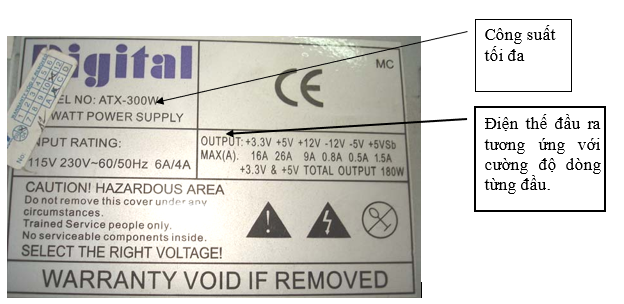 Công suất
tối đa
Điện thế đầu ra
tương ứng với
cường độ dòng
từng đầu.
Digital
MC
CE
EL NO: ATX-300W
WATT POWER SUPPLY
INPUT RATING:
115V 230V~60/50Hz 6A/4A
OUTPUT: +3.3V +5V +12V -12V -5V +5VSb
MAX(A). 16A 26A 9A 0.8A 0.5A 1.5A
+3.3V & +5V TOTAL OUTPUT 180W
CAUTION! HAZARDOUS AREA
Do not remove this cover under any
circumstances.
Trained Service people only.
No serviceable components inside.
SELECT THE RIGHT VOLTAGE!
WARRANTY VOID IF REMOVED